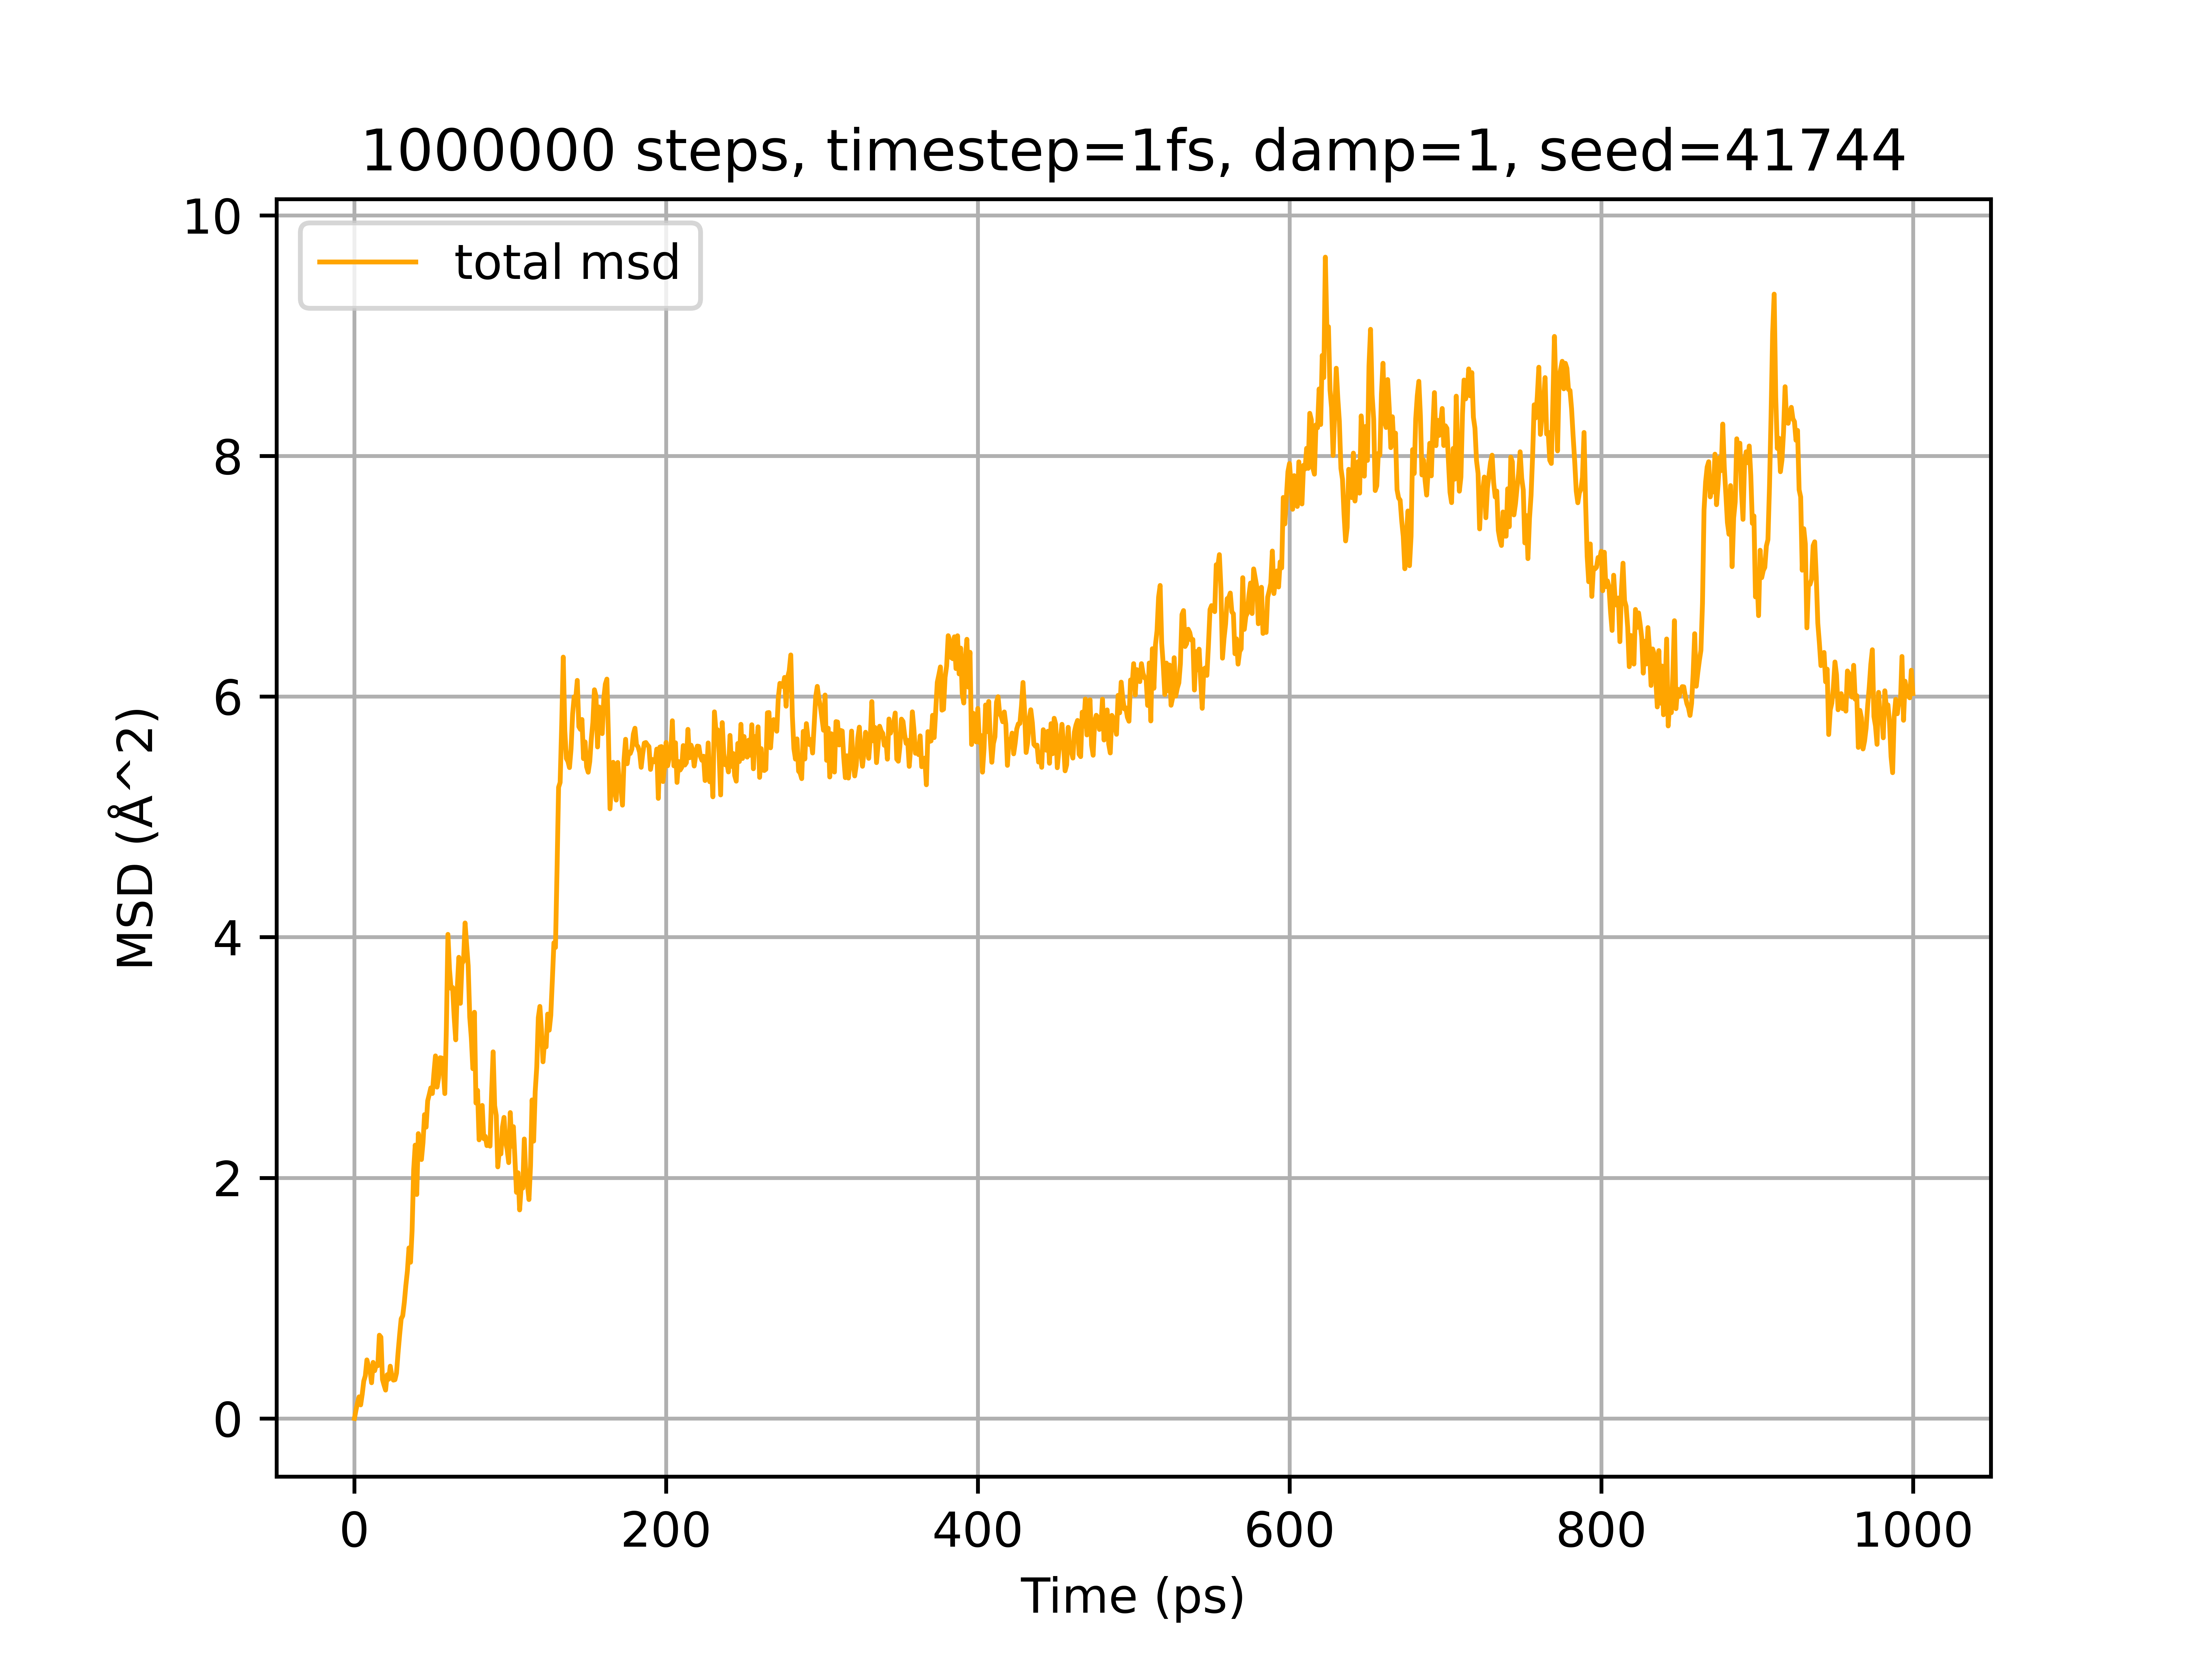 1000000 steps, timestep=1fs, damp=1, seed=41744
total msd
MSD (Å^2)
10
8
6
4
2
0
0 200 400 600 800 1000
Time (ps)